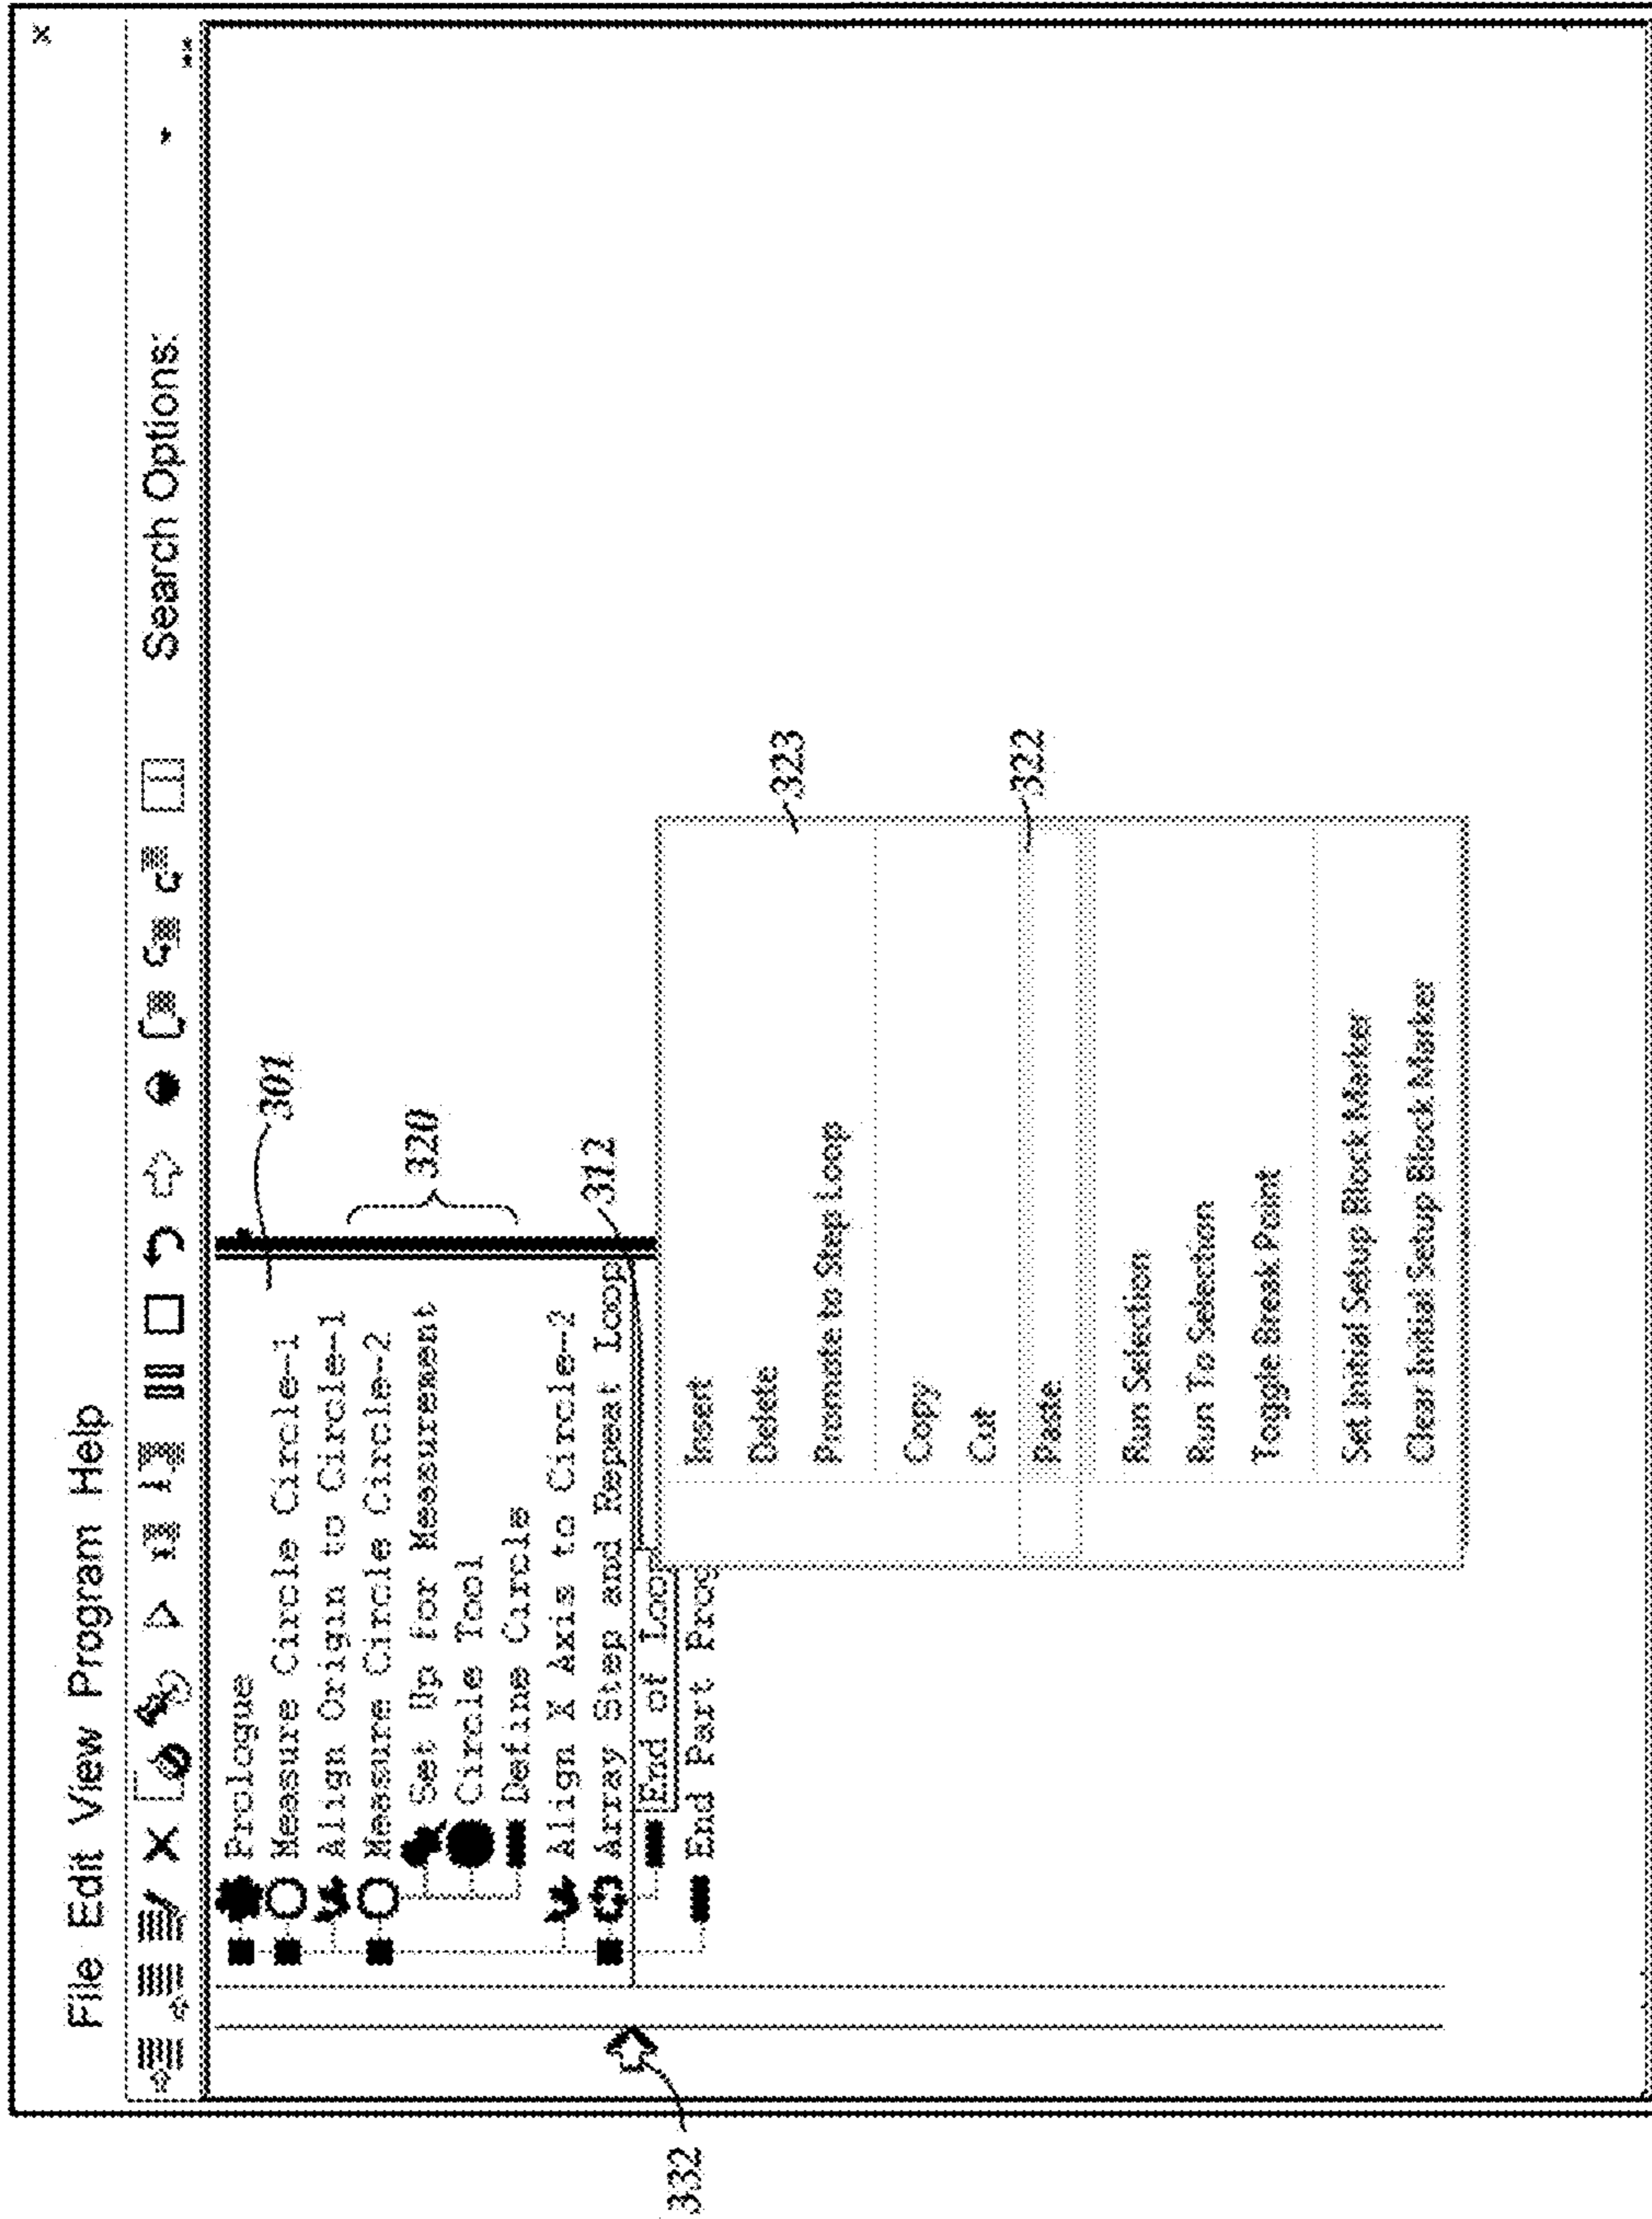 x
File Edit View Program Help
Search Options:
Prologue
Measure Circle Circle-1
Align Origin to Circle-1
Measure Circle Circle-2
Set Up for Measurement
Circle Tool
Define Circle
Align X Axis to Circle-2
Array Step and Repeat Loop
End of Loo
End Part Prog
301
320
312
Insert
Delete
Promote to Step Loop
Copy
Cut
Paste
Run Selection
Run To Selection
Toggle Break Point
Set Initial Setup Block Marker
Clear Initial Setup Block Marker
323
322
332